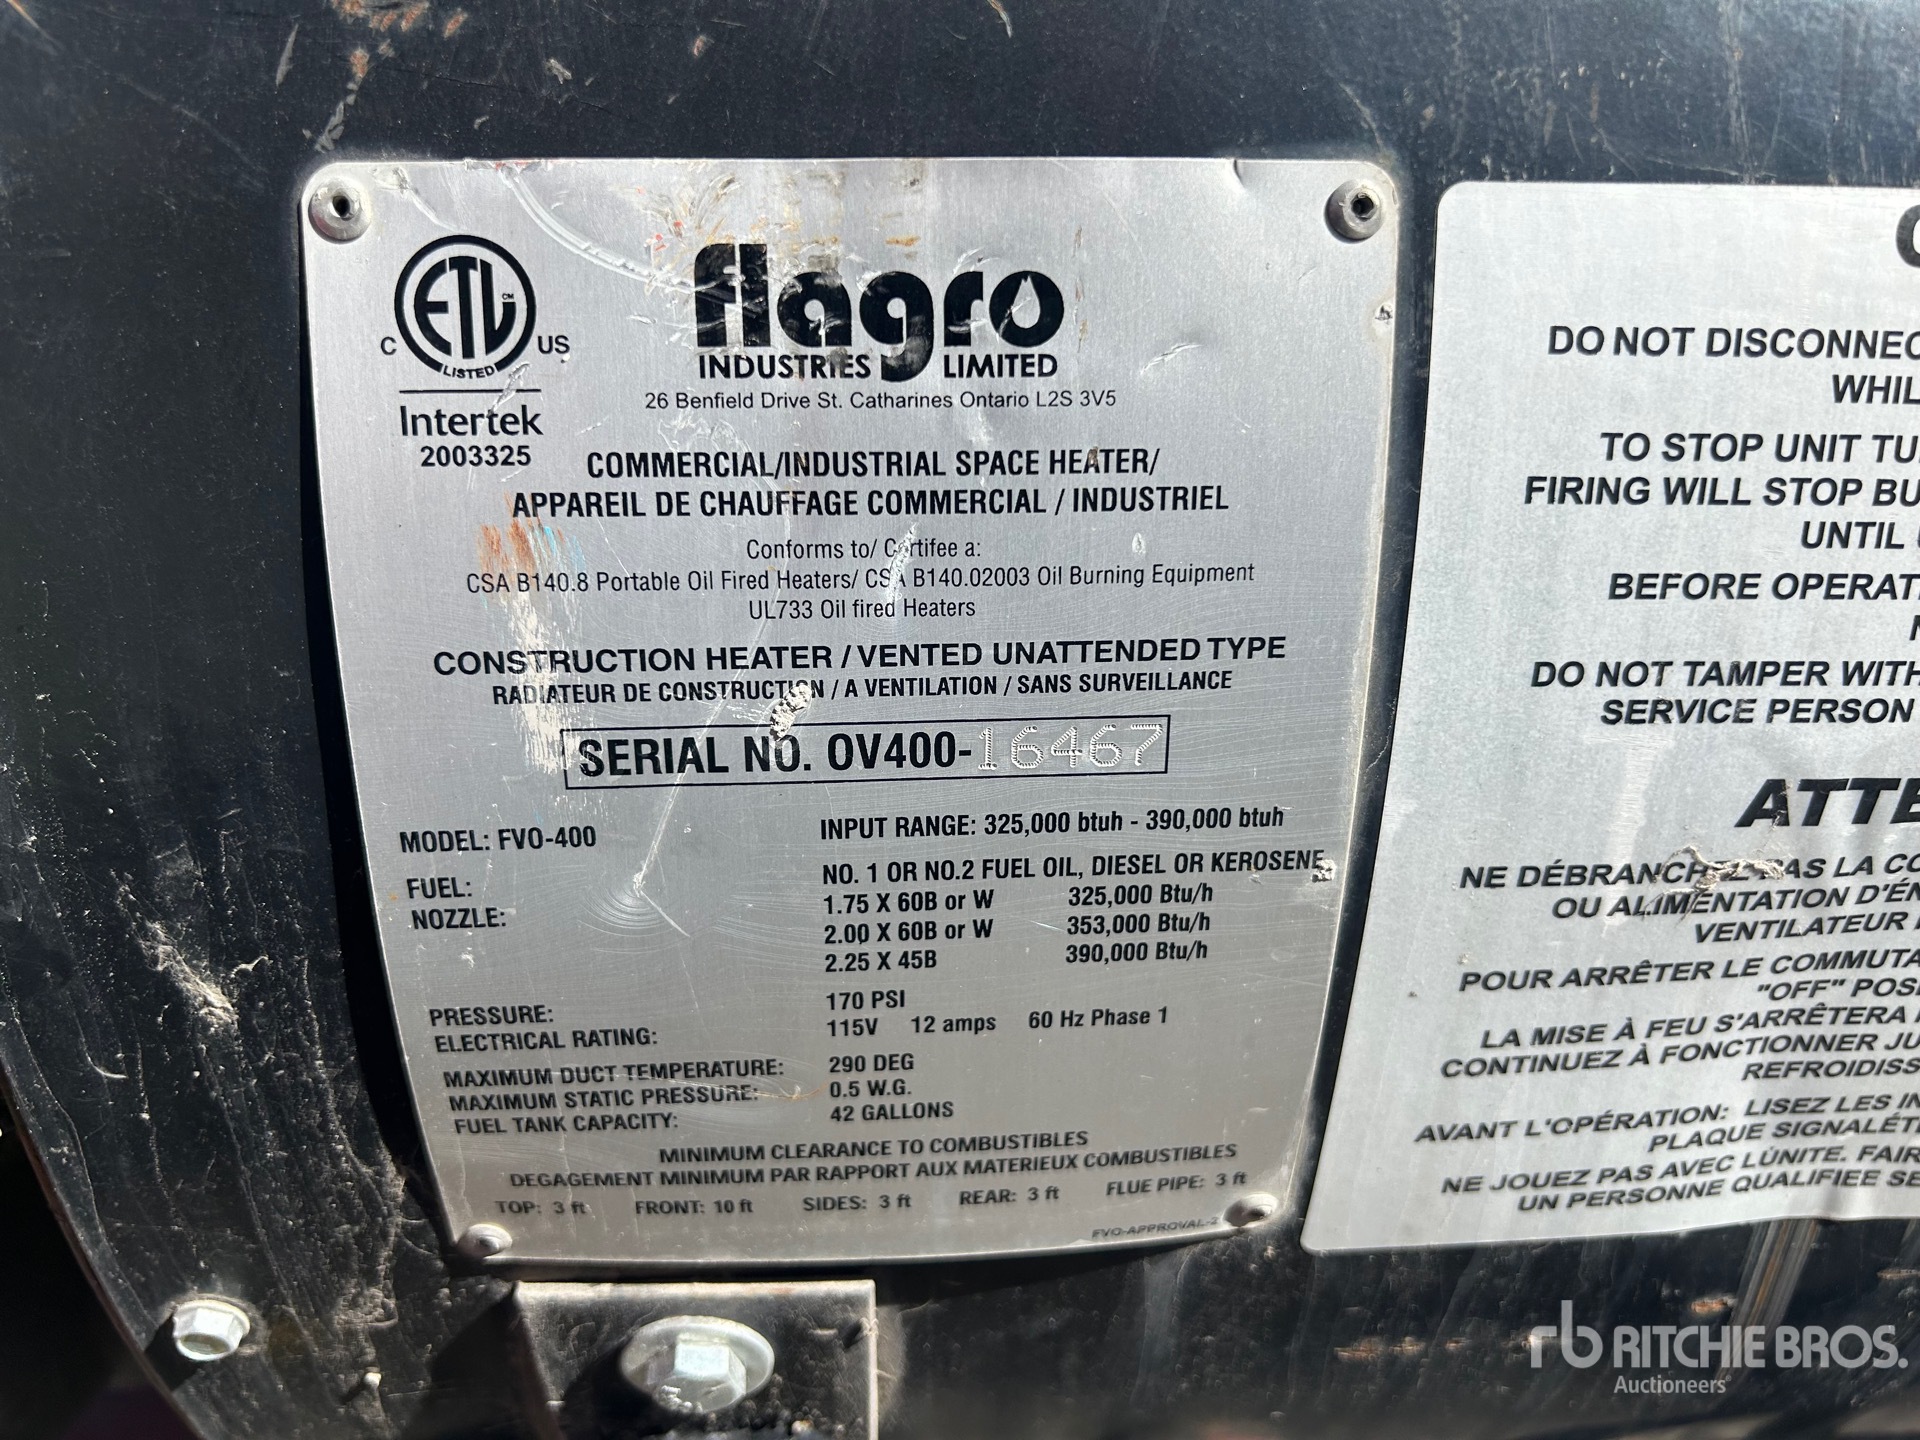 C ETL CM US
LISTED
Intertek
2003325
flagro
INDUSTRIES LIMITED
26 Benfield Drive St. Catharines Ontario L2S 3V5
COMMERCIAL/INDUSTRIAL SPACE HEATER/
APPAREIL DE CHAUFFAGE COMMERCIAL / INDUSTRIEL
Conforms to/ Certifee a:
CSA B140.8 Portable Oil Fired Heaters/ CSA B140.02003 Oil Burning Equipment
UL733 Oil fired Heaters
CONSTRUCTION HEATER / VENTED UNATTENDED TYPE
RADIATEUR DE CONSTRUCTION / A VENTILATION / SANS SURVEILLANCE
SERIAL NO. OV400-16467
MODEL: FVO-400 INPUT RANGE: 325,000 btuh - 390,000 btuh
FUEL: NO. 1 OR NO.2 FUEL OIL, DIESEL OR KEROSENE
NOZZLE: 1.75 X 60B or W 325,000 Btu/h
2.00 X 60B or W 353,000 Btu/h
2.25 X 45B 390,000 Btu/h
PRESSURE: 170 PSI
ELECTRICAL RATING: 115V 12 amps 60 Hz Phase 1
MAXIMUM DUCT TEMPERATURE: 290 DEG
MAXIMUM STATIC PRESSURE: 0.5 W.G.
FUEL TANK CAPACITY: 42 GALLONS
MINIMUM CLEARANCE TO COMBUSTIBLES
DEGAGEMENT MINIMUM PAR RAPPORT AUX MATERIEUX COMBUSTIBLES
TOP: 3 ft FRONT: 10 ft SIDES: 3 ft REAR: 3 ft FLUE PIPE: 3 ft
FVO-APPROVAL-2
DO NOT DISCONNEC
WHIL
TO STOP UNIT TU
FIRING WILL STOP BU
UNTIL
BEFORE OPERAT
DO NOT TAMPER WITH
SERVICE PERSON
ATTE
NE DÉBRANCHEZ PAS LA CO
OU ALIMENTATION D'ÉN
VENTILATEUR
POUR ARRÊTER LE COMMUTA
"OFF" POSI
LA MISE À FEU S'ARRÊTERA
CONTINUEZ À FONCTIONNER JU
REFROIDISS
AVANT L'OPÉRATION: LISEZ LES IN
PLAQUE SIGNALÉT
NE JOUEZ PAS AVEC LÙNITE. FAIR
UN PERSONNE QUALIFIEE SE
rb RITCHIE BROS.
Auctioneers